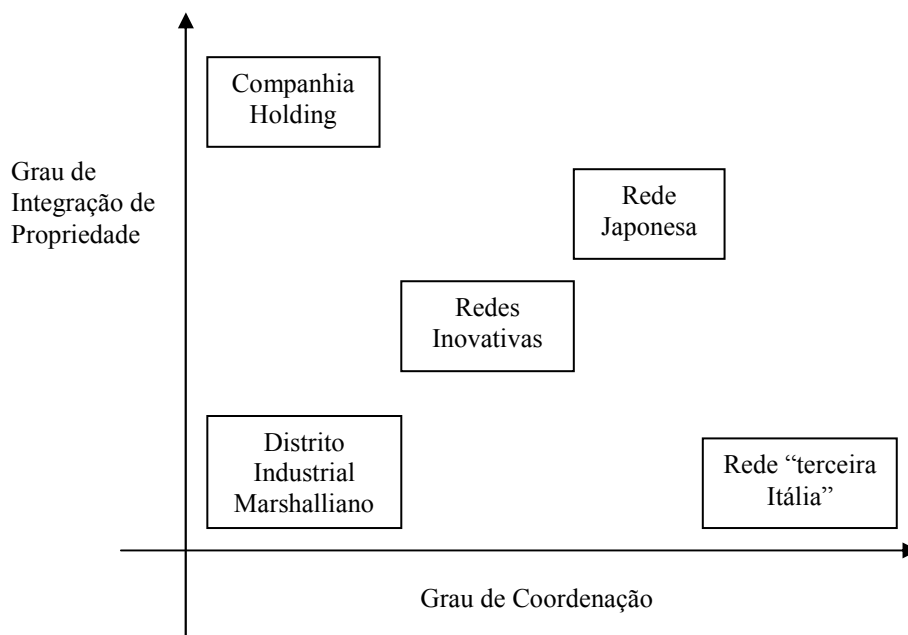 Companhia
Holding
Grau de
Integração de
Propriedade
Rede
Japonesa
Redes
Inovativas
Distrito
Industrial
Marshalliano
Rede “terceira
Itália”
Grau de Coordenação